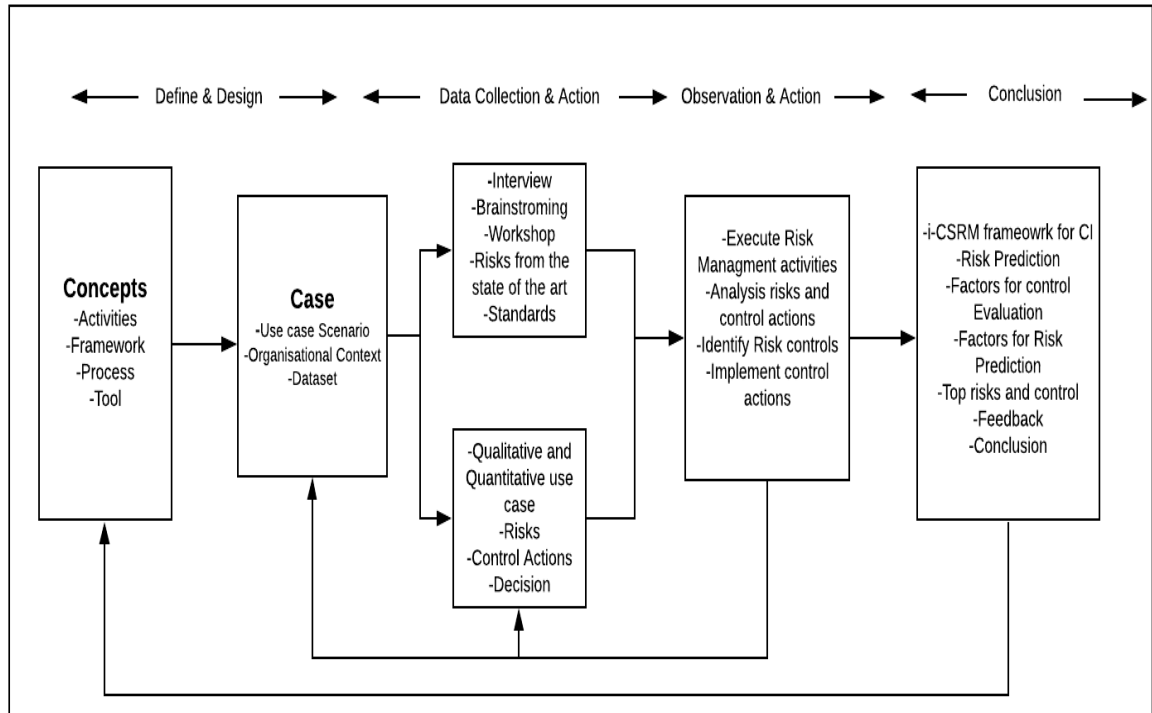 Define & Design
Data Collection & Action
Observation & Action
Conclusion
Concepts
-Activities
-Framework
-Process
-Tool
Case
-Use case Scenario
-Organisational Context
-Dataset
-Interview
-Brainstroming
-Workshop
-Risks from the
state of the art
-Standards
-Qualitative and
Quantitative use
case
-Risks
-Control Actions
-Decision
-Execute Risk
Managment activities
-Analysis risks and
control actions
-Identify Risk controls
-Implement control
actions
-i-CSRM frameowrk for CI
-Risk Prediction
-Factors for control
Evaluation
-Factors for Risk
Prediction
-Top risks and control
-Feedback
-Conclusion